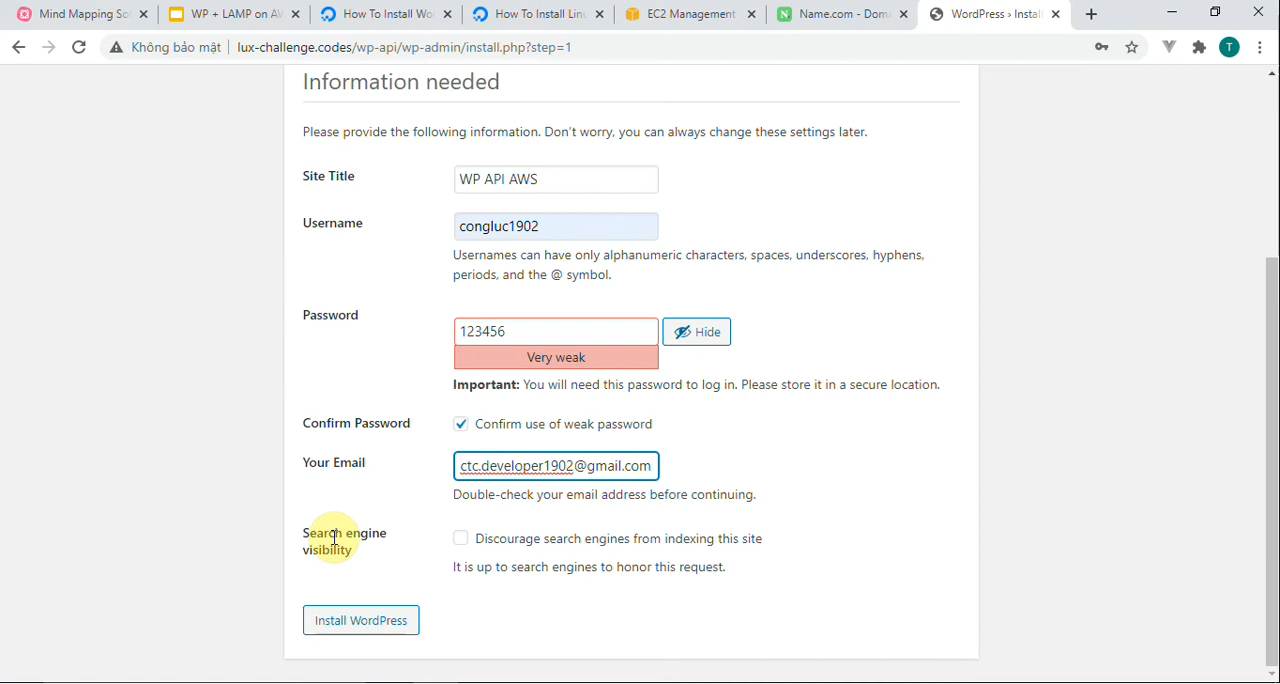 Mind Mapping So
WP + LAMP on AV
How To Install Wo
How To Install Lin
EC2 Management
Name.com - Dom
WordPress › Install
Không bảo mật
lux-challenge.codes/wp-api/wp-admin/install.php?step=1
T
Information needed
Please provide the following information. Don't worry, you can always change these settings later.
Site Title
WP API AWS
Username
congluc1902
Usernames can have only alphanumeric characters, spaces, underscores, hyphens,
periods, and the @ symbol.
Password
123456
Hide
Very weak
Important: You will need this password to log in. Please store it in a secure location.
Confirm Password
Confirm use of weak password
Your Email
ctc.developer1902@gmail.com
Double-check your email address before continuing.
Search engine
visibility
Discourage search engines from indexing this site
It is up to search engines to honor this request.
Install WordPress